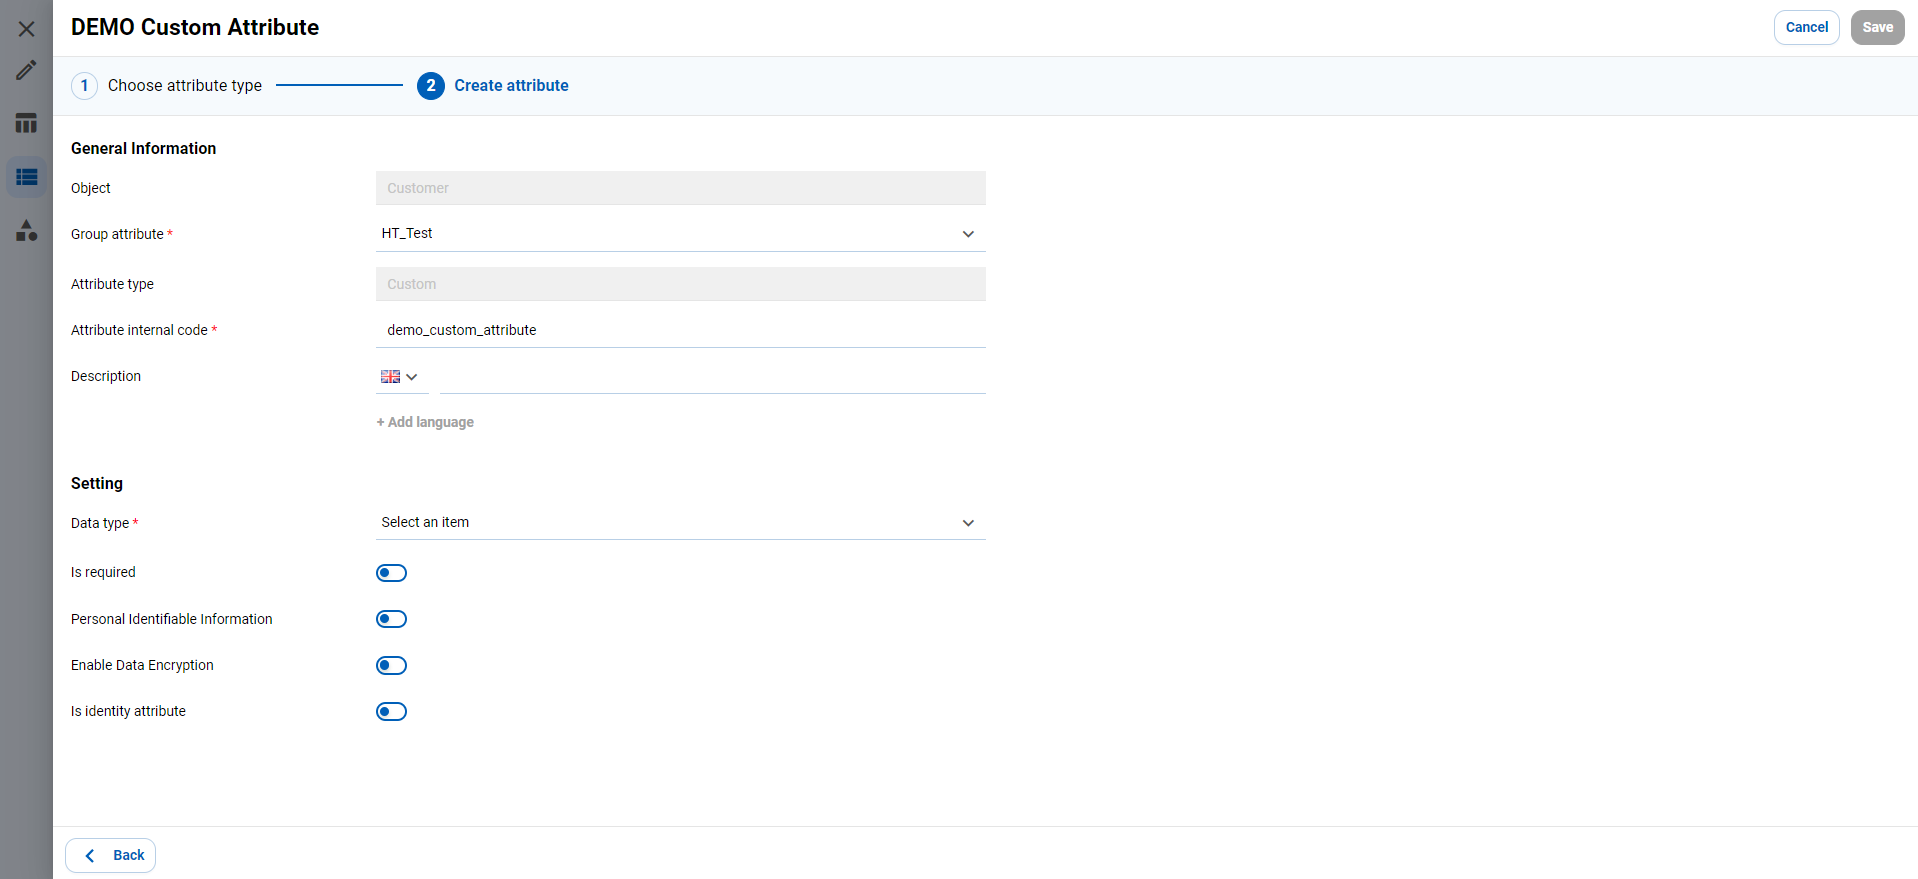 DEMO Custom Attribute
Cancel
Save
1 Choose attribute type
2 Create attribute
General Information
Object
Customer
Group attribute *
HT_Test
Attribute type
Custom
Attribute internal code *
demo_custom_attribute
Description
+ Add language
Setting
Data type *
Select an item
Is required
Personal Identifiable Information
Enable Data Encryption
Is identity attribute
Back